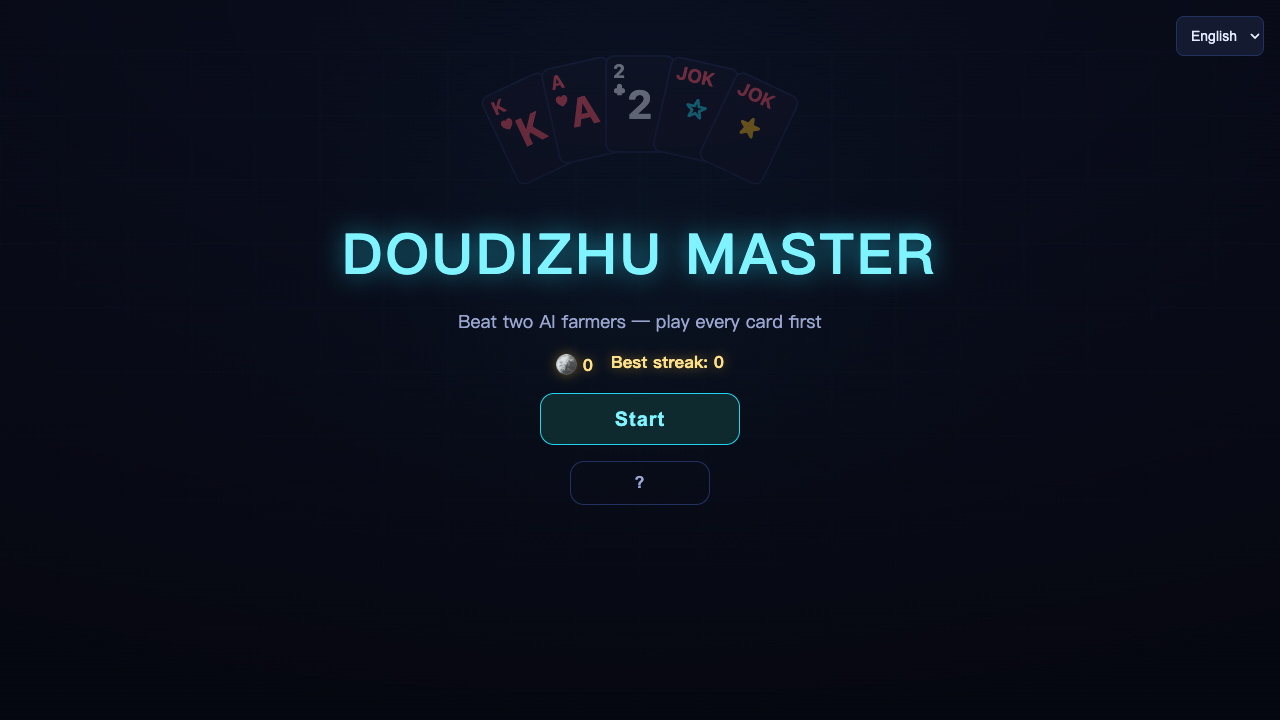 English
K
K
A
A
2
2
JOK
JOK
DOUDIZHU MASTER
Beat two AI farmers — play every card first
0 Best streak: 0
Start
?